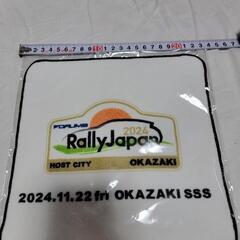 FORUM8
2024
Rally Japan
HOST CITY OKAZAKI
2024.11.22 fri OKAZAKI SSS